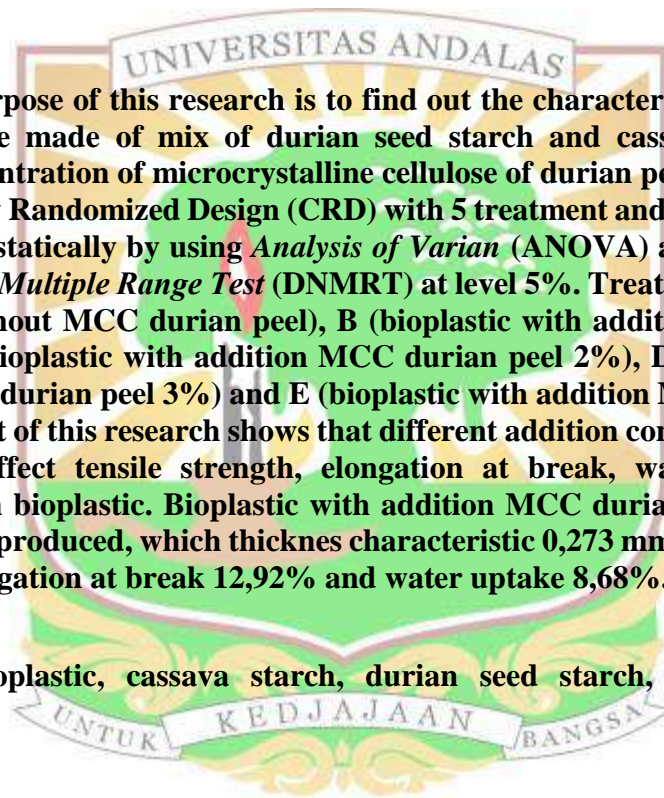 UNIVERSITAS ANDALAS
rpose of this research is to find out the character
e made of mix of durian seed starch and cass
ntration of microcrystalline cellulose of durian pe
Randomized Design (CRD) with 5 treatment and
statically by using Analysis of Varian (ANOVA) a
Multiple Range Test (DNMRT) at level 5%. Treat
hout MCC durian peel), B (bioplastic with addit
ioplastic with addition MCC durian peel 2%), D
durian peel 3%) and E (bioplastic with addition M
t of this research shows that different addition con
ffect tensile strength, elongation at break, wa
n bioplastic. Bioplastic with addition MCC duria
produced, which thicknes characteristic 0,273 mm
gation at break 12,92% and water uptake 8,68%.
oplastic, cassava starch, durian seed starch,
UNTUK KEDJAJAAN BANGSA